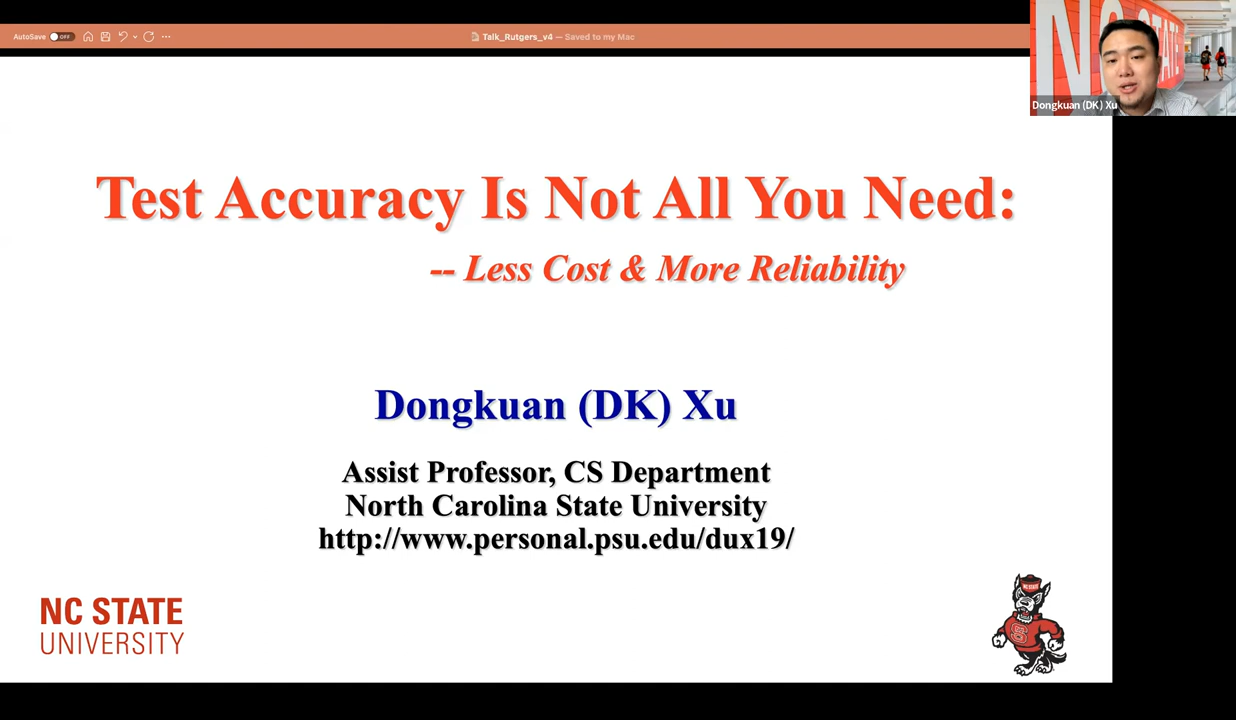 AutoSave OFF
Talk_Rutgers_v4 — Saved to my Mac
Dongkuan (DK) Xu
Test Accuracy Is Not All You Need:
-- Less Cost & More Reliability
Dongkuan (DK) Xu
Assist Professor, CS Department
North Carolina State University
http://www.personal.psu.edu/dux19/
NC STATE
UNIVERSITY